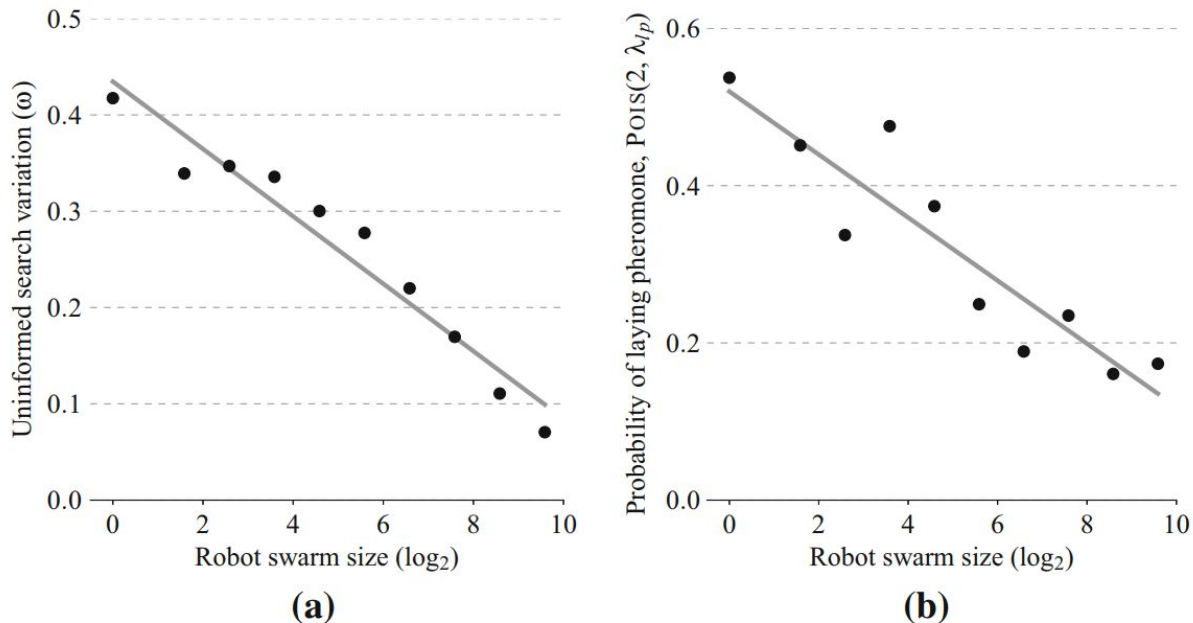 Uninformed search variation (ω)
0.5
0.4
0.3
0.2
0.1
0.0
0 2 4 6 8 10
Robot swarm size (log₂)
(a)
Probability of laying pheromone, POIS(2, λₗₚ)
0.6
0.4
0.2
0.0
0 2 4 6 8 10
Robot swarm size (log₂)
(b)